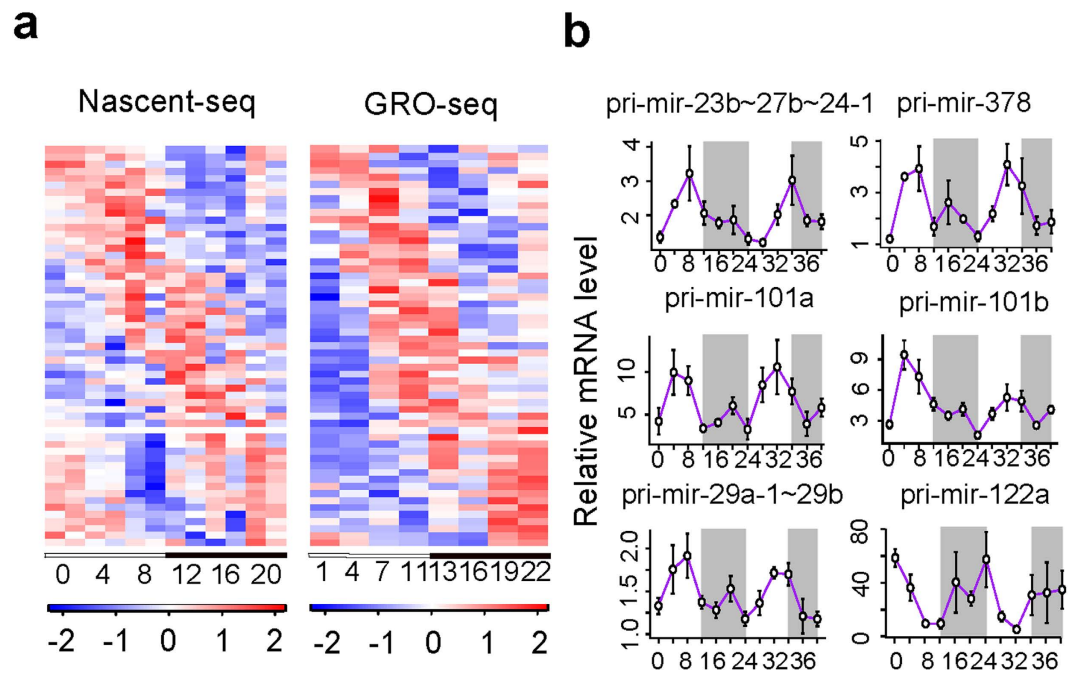 a
b
Nascent-seq
GRO-seq
0 4 8 12 16 20
1 4 7 11 13 16 19 22
-2 -1 0 1 2
-2 -1 0 1 2
Relative mRNA level
pri-mir-23b~27b~24-1
4
3
2
0 8 16 24 32 36
pri-mir-378
5
3
1
0 8 16 24 32 36
pri-mir-101a
10
5
0 8 16 24 32 36
pri-mir-101b
9
6
3
0 8 16 24 32 36
pri-mir-29a-1~29b
2.0
1.5
1.0
0 8 16 24 32 36
pri-mir-122a
80
40
0
0 8 16 24 32 36